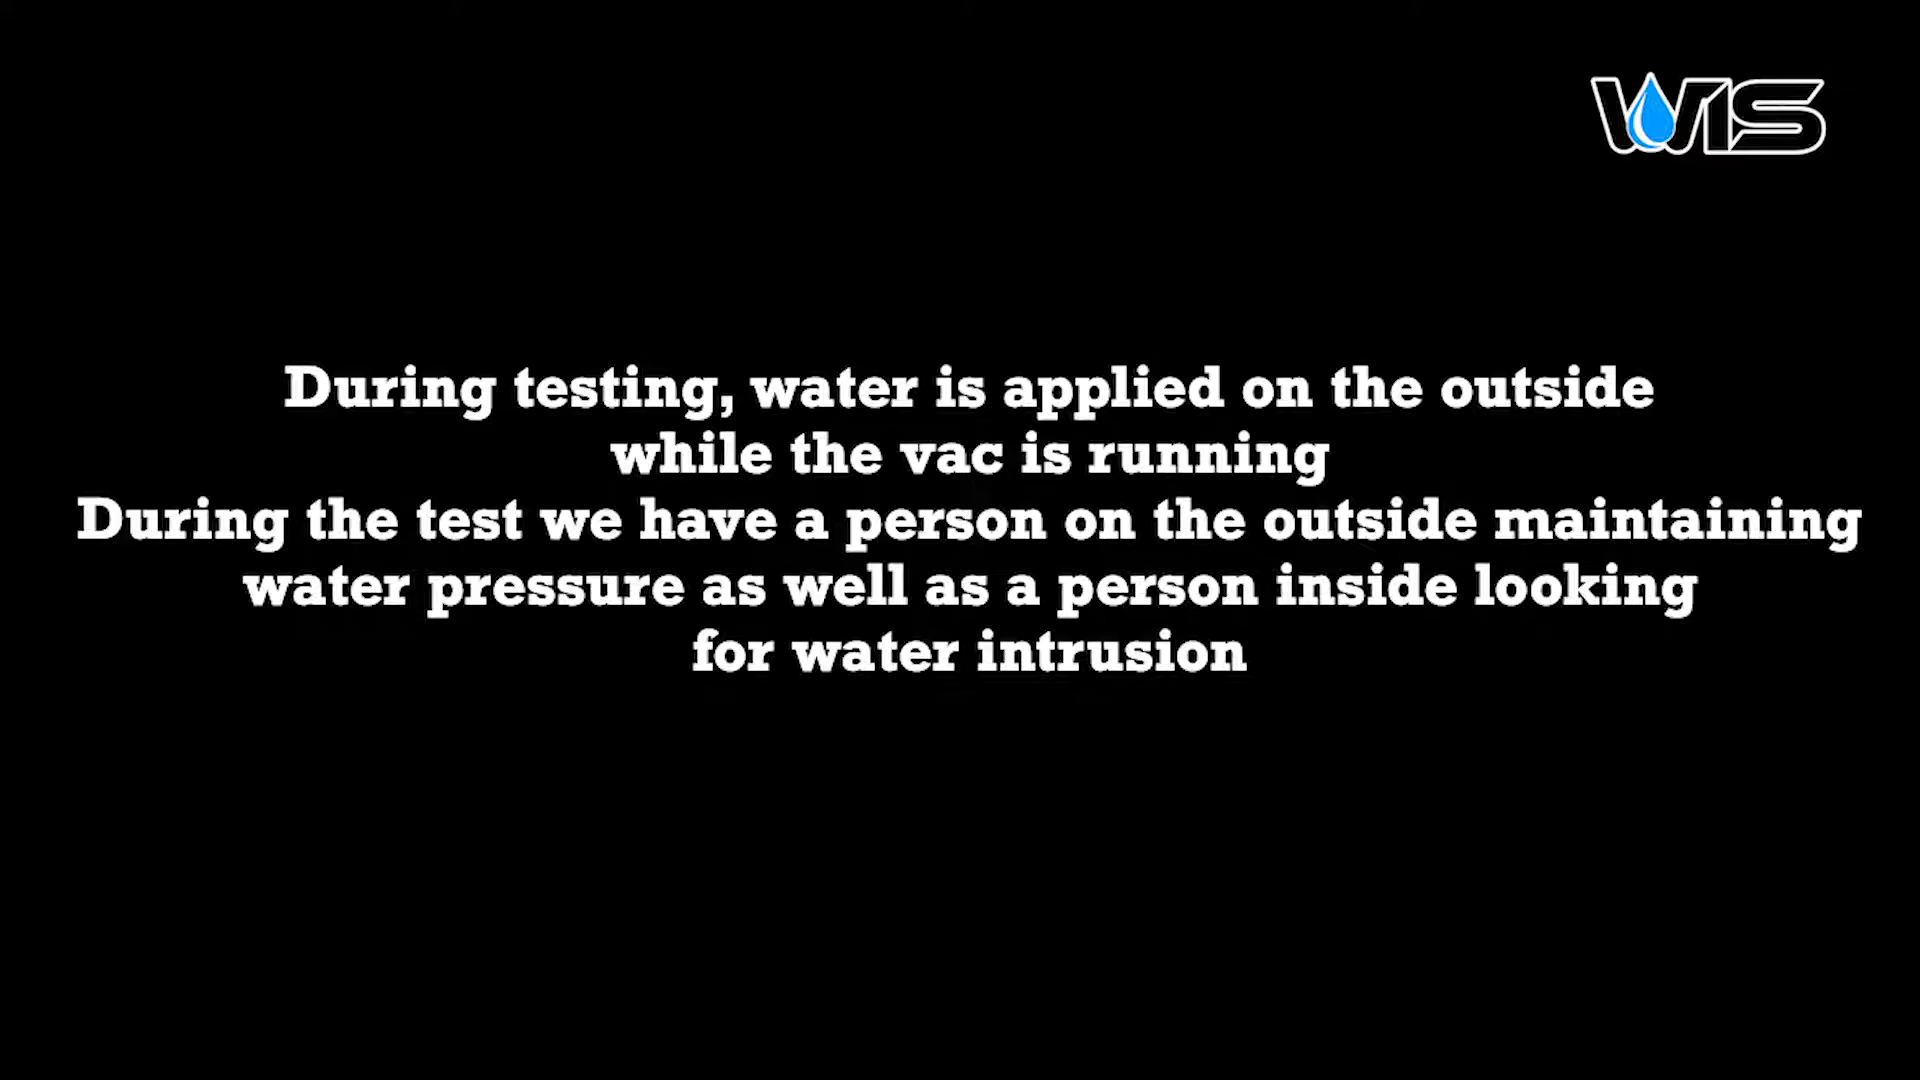 WIS
During testing, water is applied on the outside
while the vac is running
During the test we have a person on the outside maintaining
water pressure as well as a person inside looking
for water intrusion